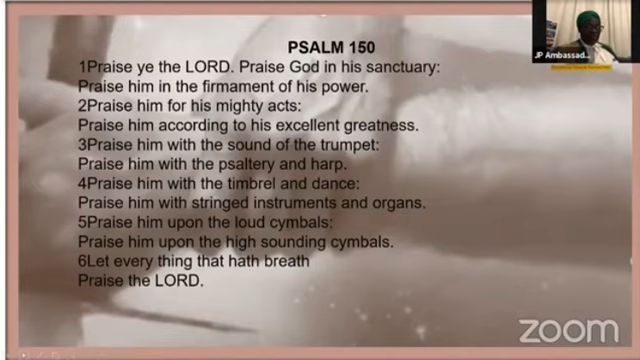 PSALM 150
1Praise ye the LORD. Praise God in his sanctuary:
Praise him in the firmament of his power.
2Praise him for his mighty acts:
Praise him according to his excellent greatness.
3Praise him with the sound of the trumpet:
Praise him with the psaltery and harp.
4Praise him with the timbrel and dance:
Praise him with stringed instruments and organs.
5Praise him upon the loud cymbals:
Praise him upon the high sounding cymbals.
6Let every thing that hath breath
Praise the LORD.
JP Ambassad...
zoom